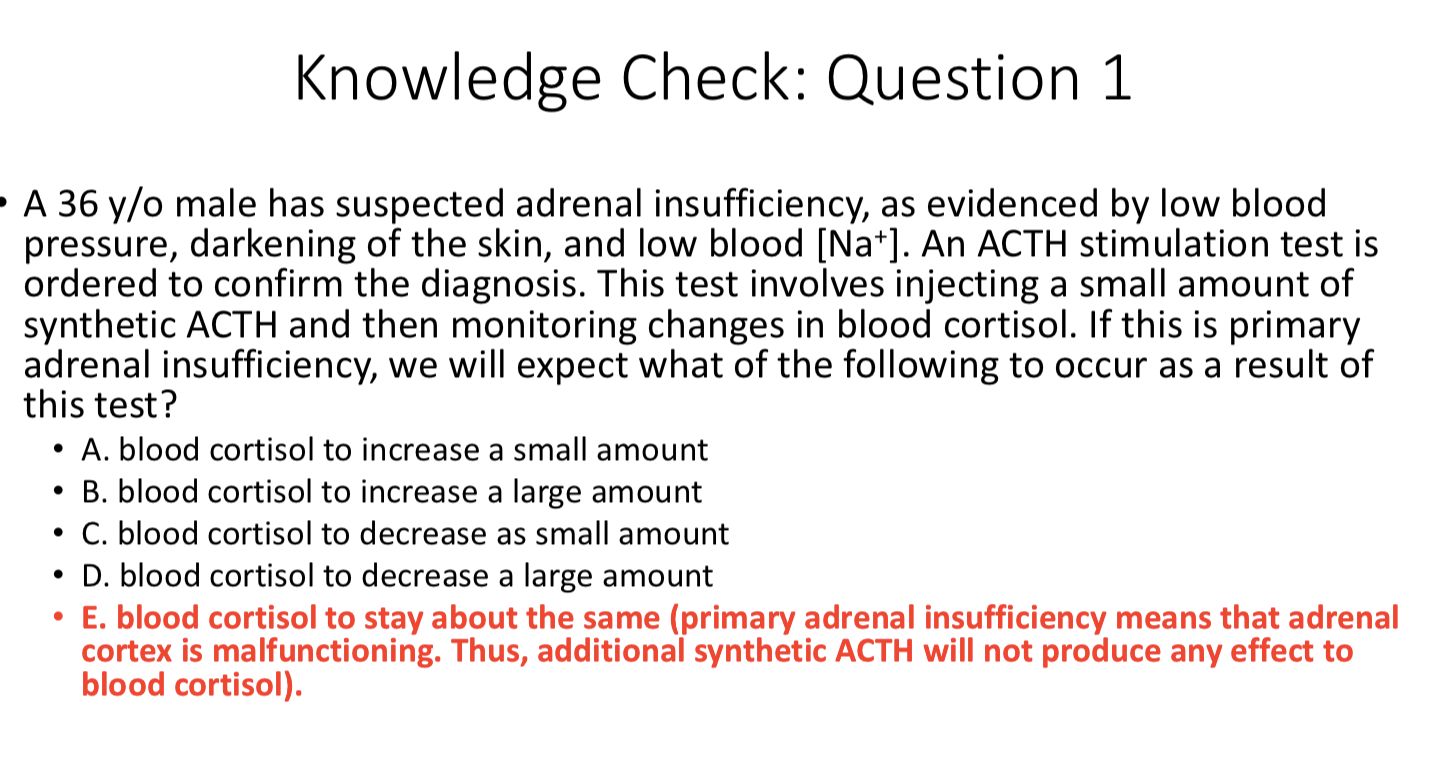 Knowledge Check: Question 1
• A 36 y/o male has suspected adrenal insufficiency, as evidenced by low blood
pressure, darkening of the skin, and low blood [Na⁺]. An ACTH stimulation test is
ordered to confirm the diagnosis. This test involves injecting a small amount of
synthetic ACTH and then monitoring changes in blood cortisol. If this is primary
adrenal insufficiency, we will expect what of the following to occur as a result of
this test?
• A. blood cortisol to increase a small amount
• B. blood cortisol to increase a large amount
• C. blood cortisol to decrease as small amount
• D. blood cortisol to decrease a large amount
• E. blood cortisol to stay about the same (primary adrenal insufficiency means that adrenal
cortex is malfunctioning. Thus, additional synthetic ACTH will not produce any effect to
blood cortisol).